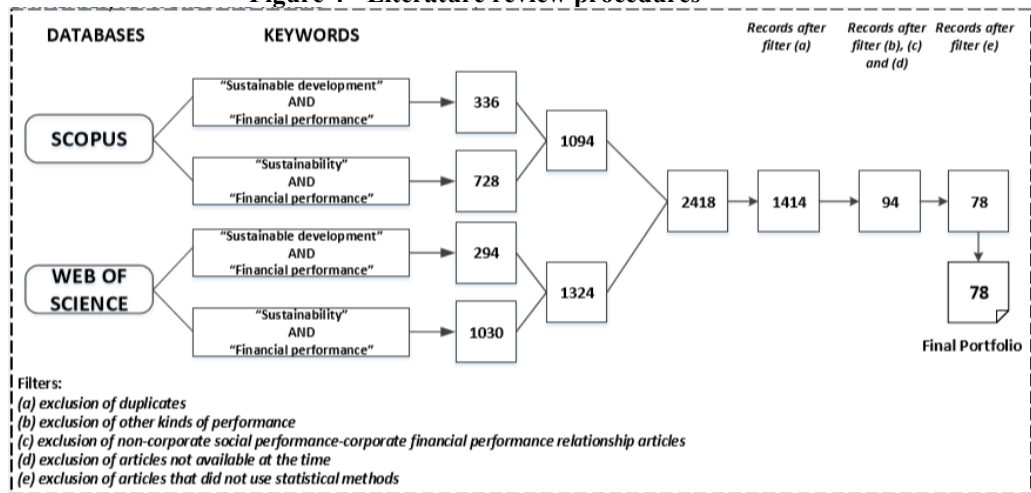 Figure 4 - Literature review procedures
DATABASES
KEYWORDS
Records after
filter (a)
Records after
filter (b), (c)
and (d)
Records after
filter (e)
SCOPUS
"Sustainable development"
AND
"Financial performance"
336
"Sustainability"
AND
"Financial performance"
728
1094
WEB OF
SCIENCE
"Sustainable development"
AND
"Financial performance"
294
"Sustainability"
AND
"Financial performance"
1030
1324
2418
1414
94
78
78
Final Portfolio
Filters:
(a) exclusion of duplicates
(b) exclusion of other kinds of performance
(c) exclusion of non-corporate social performance-corporate financial performance relationship articles
(d) exclusion of articles not available at the time
(e) exclusion of articles that did not use statistical methods